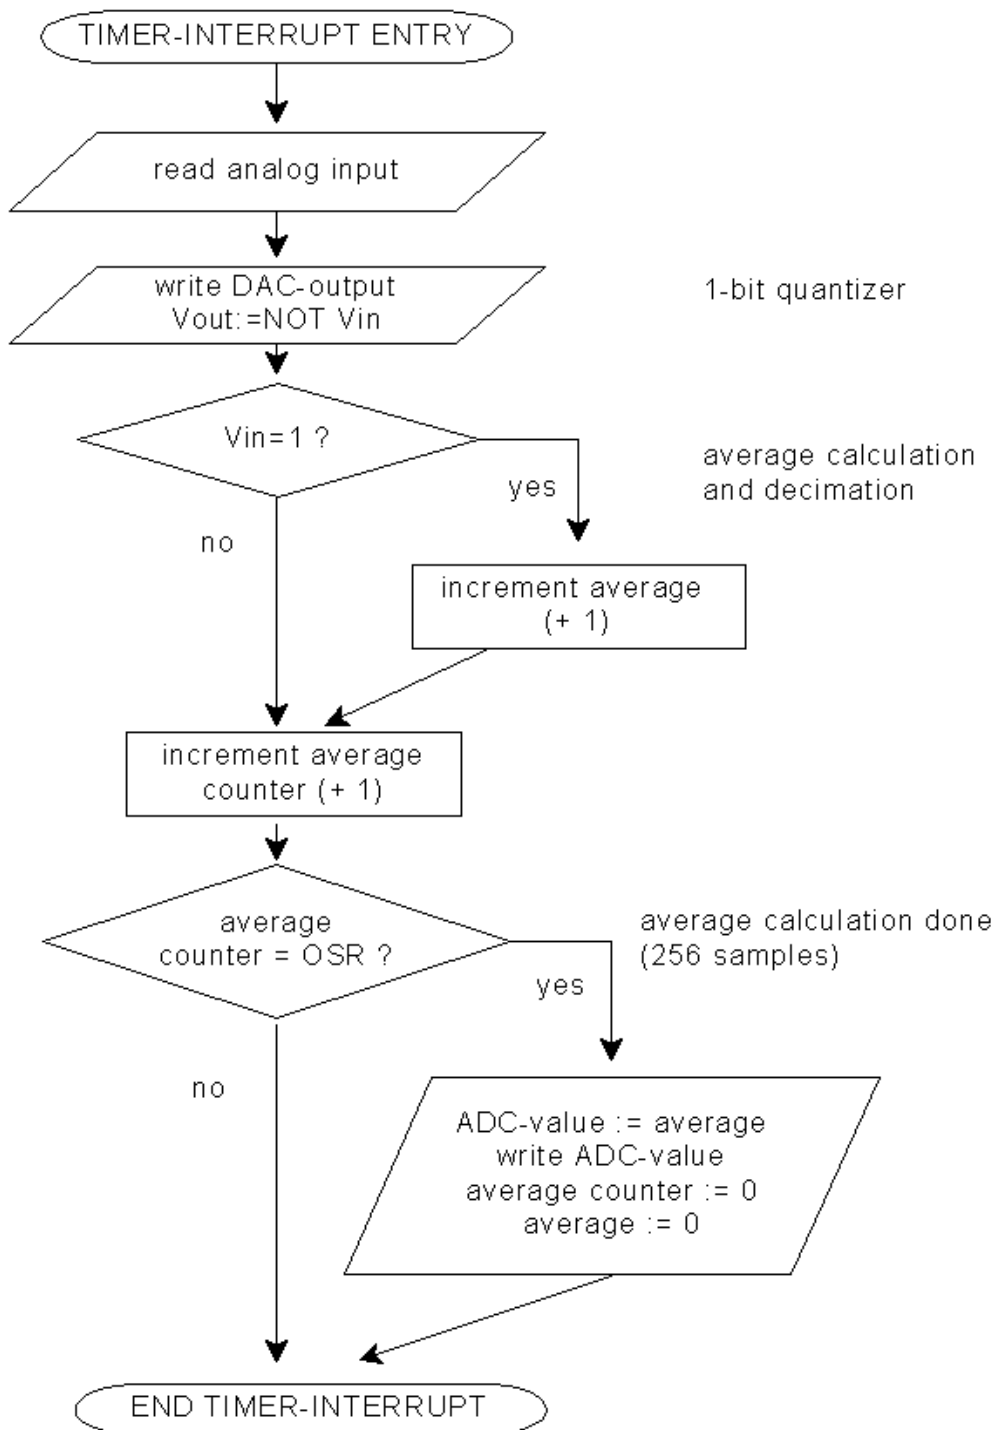 TIMER-INTERRUPT ENTRY
read analog input
write DAC-output
Vout:=NOT Vin
1-bit quantizer
Vin=1 ?
yes
average calculation
and decimation
no
increment average
(+ 1)
increment average
counter (+ 1)
average
counter = OSR ?
average calculation done
(256 samples)
yes
no
ADC-value := average
write ADC-value
average counter := 0
average := 0
END TIMER-INTERRUPT